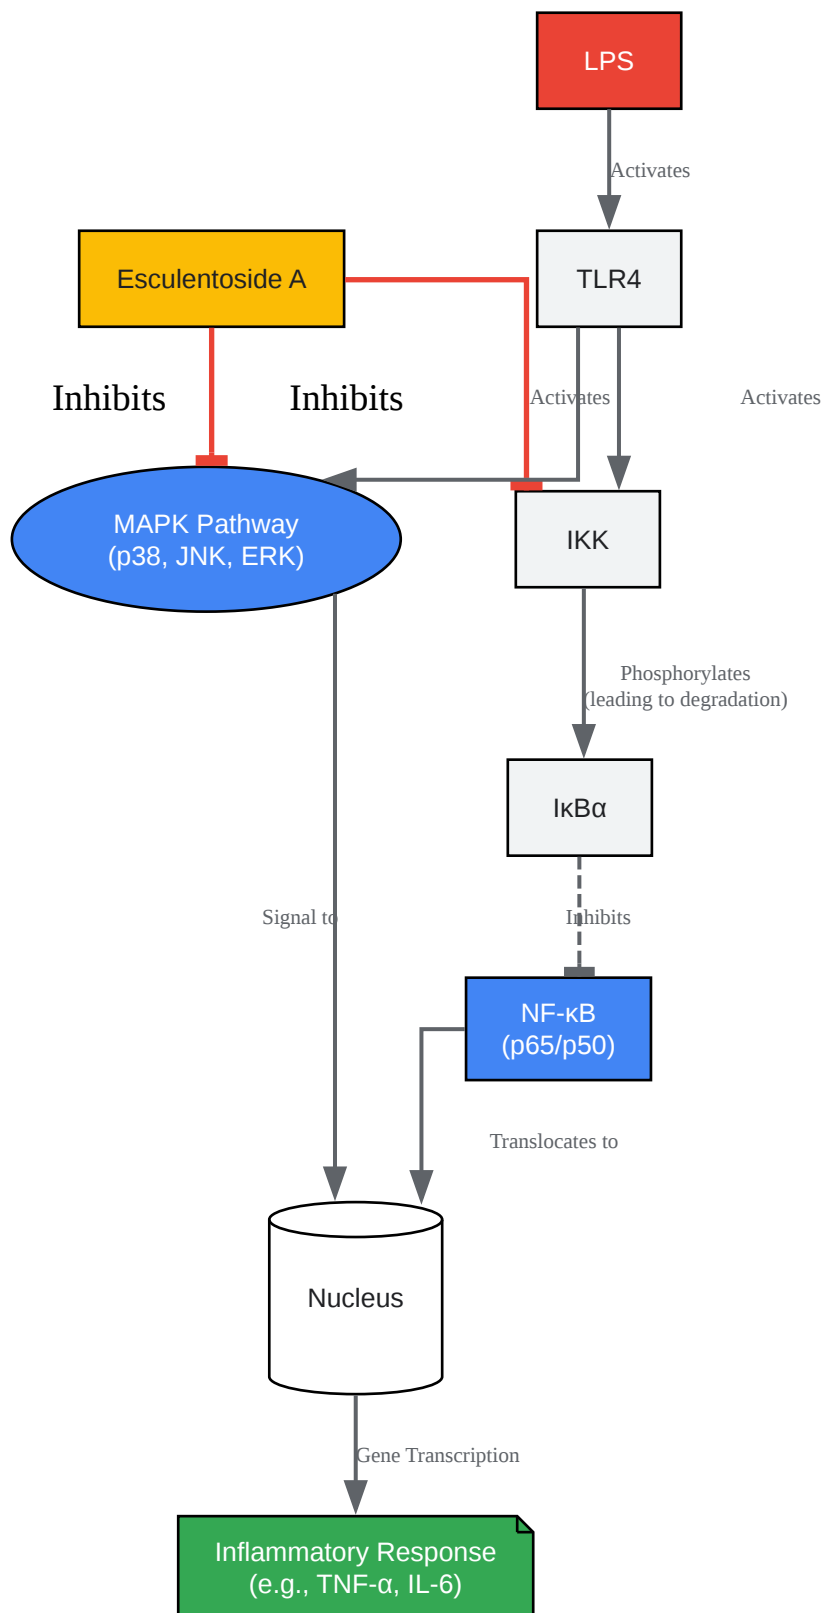 LPS
Activates
Esculentoside A
TLR4
Inhibits
Inhibits
Activates
Activates
MAPK Pathway
(p38, JNK, ERK)
IKK
Phosphorylates
(leading to degradation)
IκBα
Signal to
Inhibits
NF-κB
(p65/p50)
Translocates to
Nucleus
Gene Transcription
Inflammatory Response
(e.g., TNF-α, IL-6)